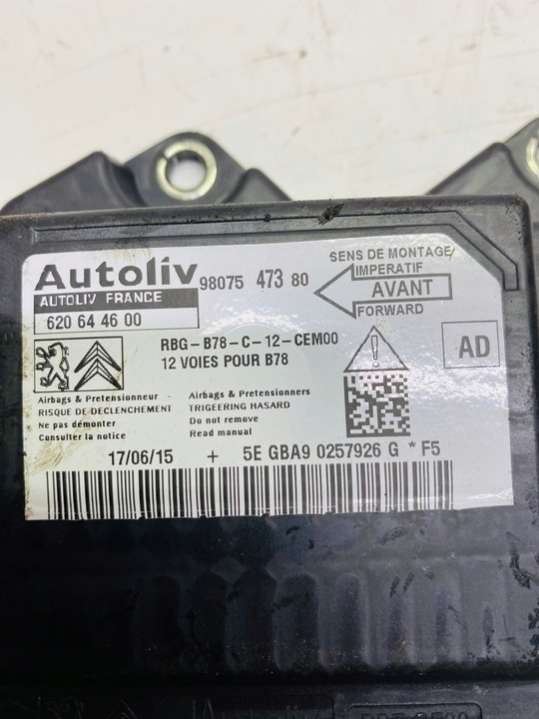 Autoliv 98075 473 80
AUTOLIV FRANCE
620 64 46 00
SENS DE MONTAGE
IMPERATIF
AVANT
FORWARD
RBG-B78-C-12-CEM00
12 VOIES POUR B78
AD
Airbags & Pretensionneur
RISQUE DE DECLENCHEMENT
Ne pas démonter
Consulter la notice
Airbags & Pretensionners
TRIGEERING HASARD
Do not remove
Read manual
17/06/15 + 5E GBA9 0257926 G * F5